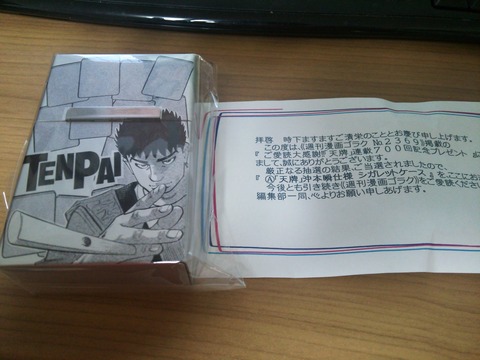 TENPAI
拝啓 時下ますますご清栄のこととお慶び申し上げます。
この度は、《週刊漫画ゴラク No.2369》掲載の
『ご愛読大感謝!『天牌』連載700回記念プレゼント
まして、誠にありがとうございます。
厳正なる抽選の結果、ご当選されましたので、
『Ⓐ「天牌」沖本瞬仕様 シガレットケース』をここにお
今後とも引き続き《週刊漫画ゴラク》をご愛読ください
編集部一同、心よりお願い申しあげます。